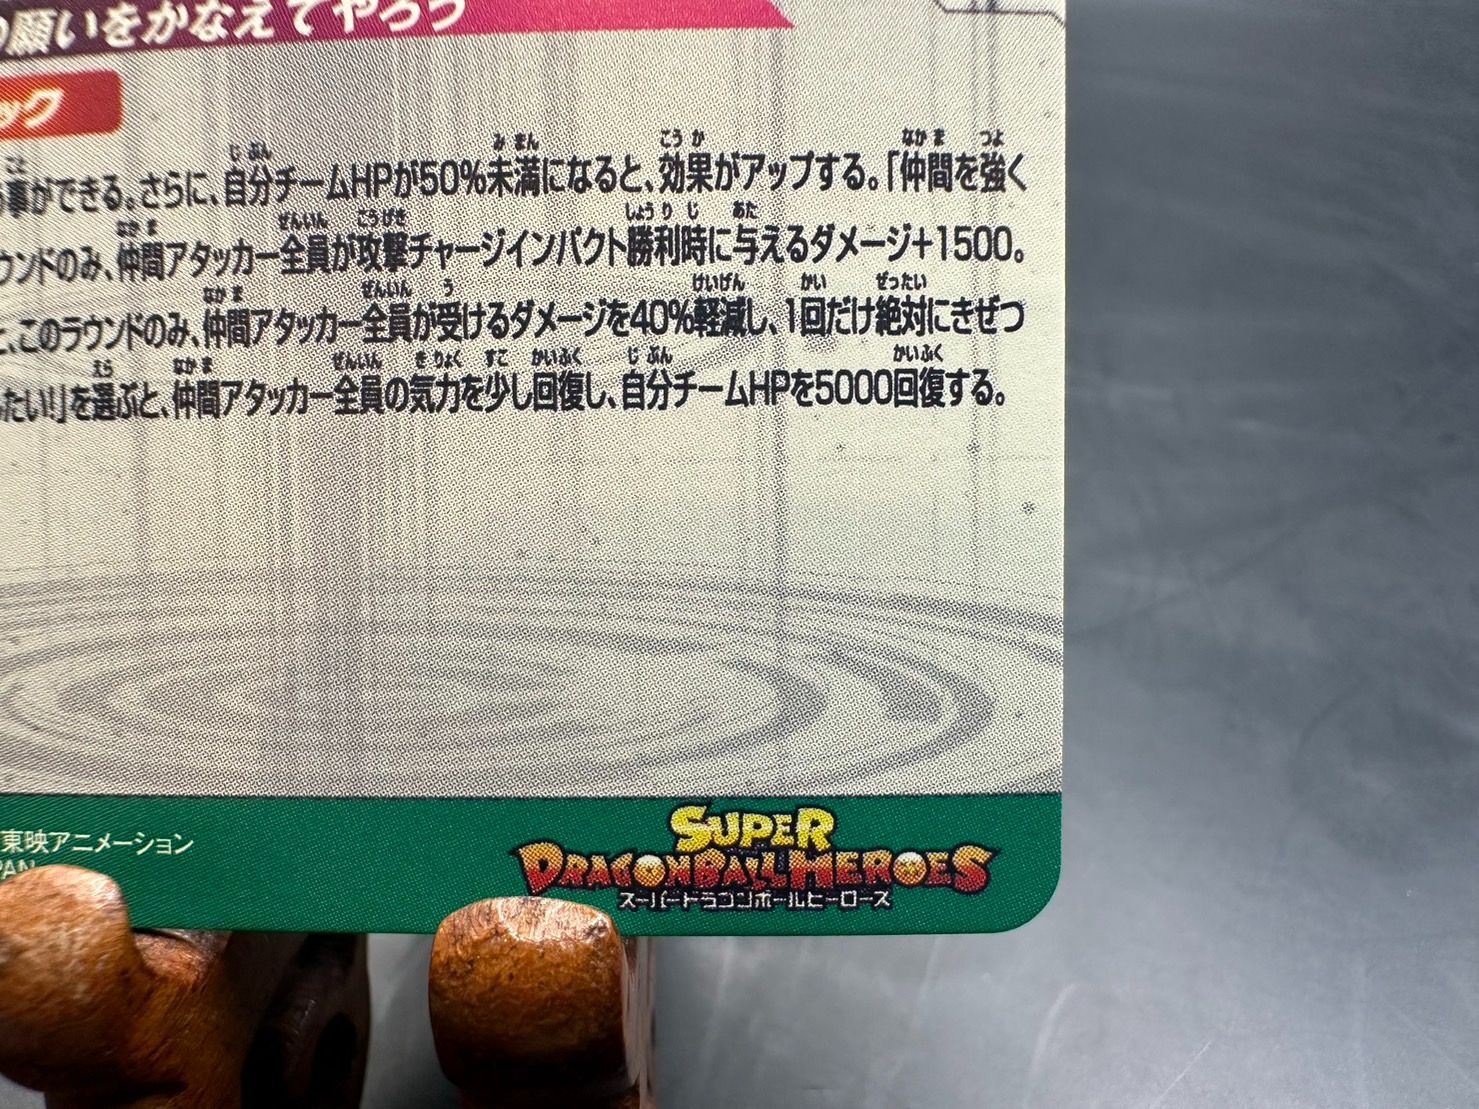 の願いをかなえてやろう
ック
事ができる。さらに、自分チームHPが50%未満になると、効果がアップする。「仲間を強く
ウンドのみ、仲間アタッカー全員が攻撃チャージインパクト勝利時に与えるダメージ+1500。
と、このラウンドのみ、仲間アタッカー全員が受けるダメージを40%軽減し、1回だけ絶対にきぜつ
たい!」を選ぶと、仲間アタッカー全員の気力を少し回復し、自分チームHPを5000回復する。
東映アニメーション
PAN
SUPER
DRAGONBALL HEROES
スーパードラゴンボールヒーローズ